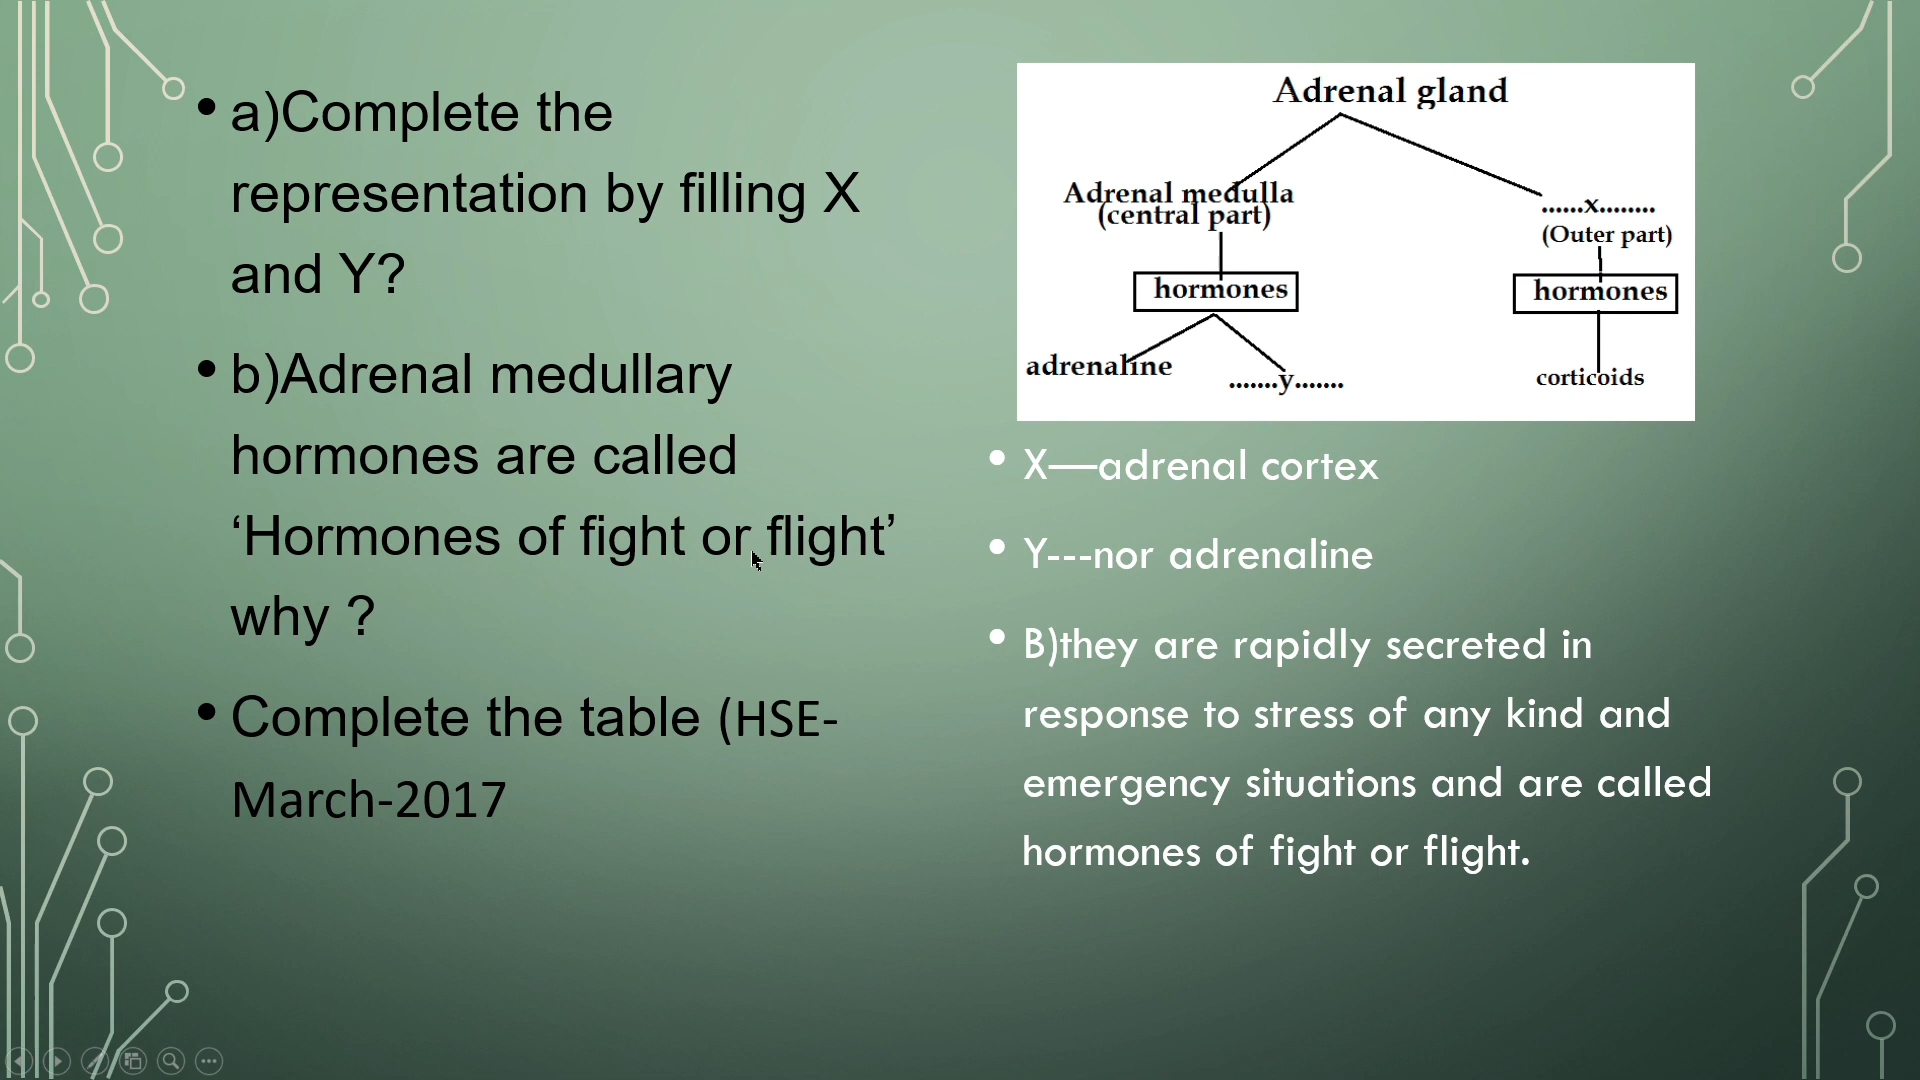 a)Complete the
representation by filling X
and Y?
b)Adrenal medullary
hormones are called
‘Hormones of fight or flight’
why ?
Complete the table (HSE-
March-2017
Adrenal gland
Adrenal medulla
(central part)
......x........
(Outer part)
hormones
hormones
adrenaline
.......y.......
corticoids
X—adrenal cortex
Y---nor adrenaline
B)they are rapidly secreted in
response to stress of any kind and
emergency situations and are called
hormones of fight or flight.